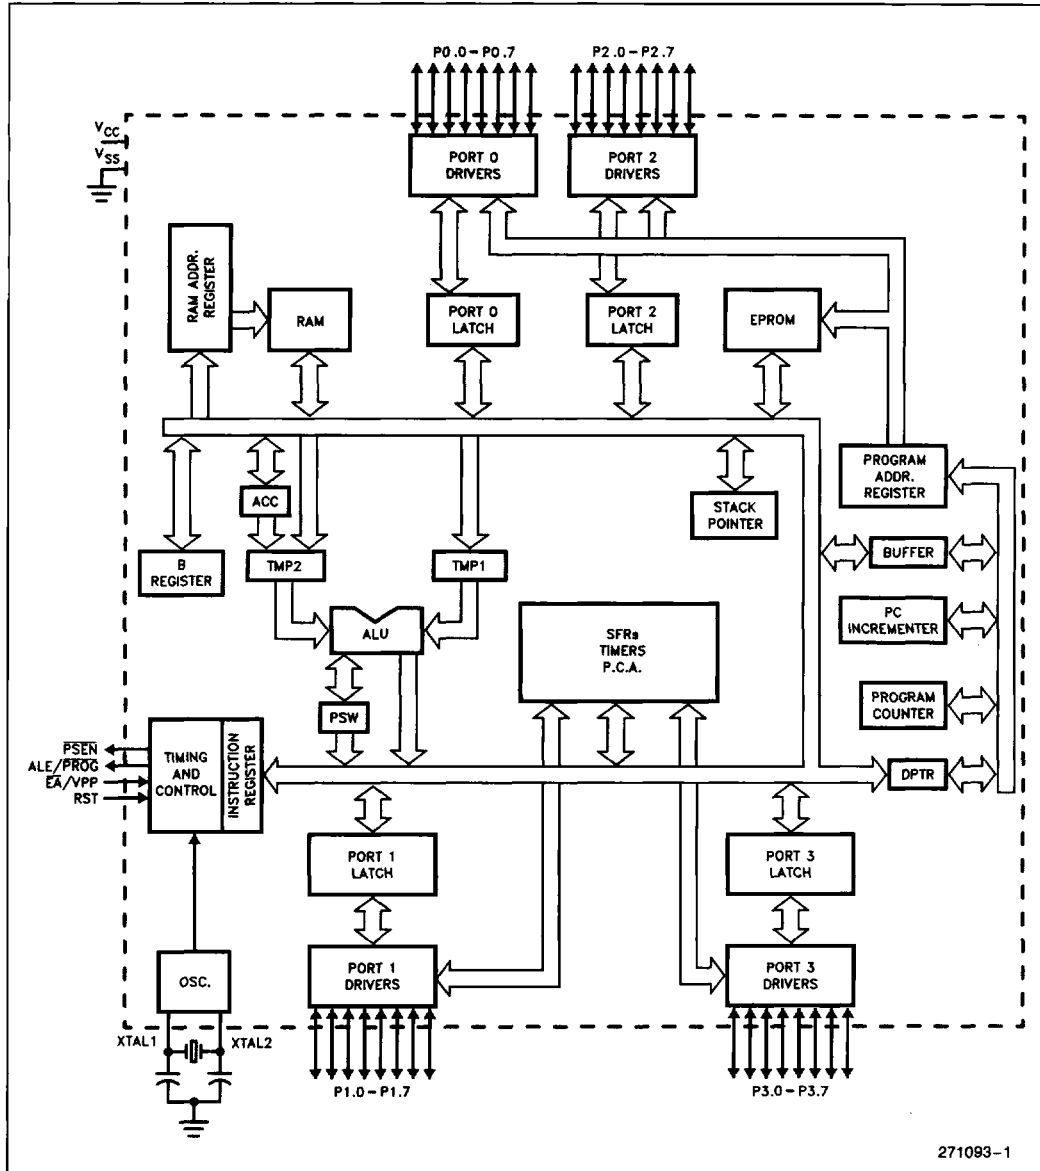 P0.0–P0.7
P2.0–P2.7
VCC
VSS
PORT 0
DRIVERS
PORT 2
DRIVERS
RAM ADDR.
REGISTER
RAM
PORT 0
LATCH
PORT 2
LATCH
EPROM
PROGRAM
ADDR.
REGISTER
ACC
STACK
POINTER
B
REGISTER
TMP2
TMP1
BUFFER
ALU
SFRs
TIMERS
P.C.A.
PC
INCREMENTER
PSW
PROGRAM
COUNTER
PSEN
ALE/PROG
EA/VPP
RST
TIMING
AND
CONTROL
INSTRUCTION
REGISTER
DPTR
PORT 1
LATCH
PORT 3
LATCH
OSC.
PORT 1
DRIVERS
PORT 3
DRIVERS
XTAL1
XTAL2
P1.0–P1.7
P3.0–P3.7
271093–1